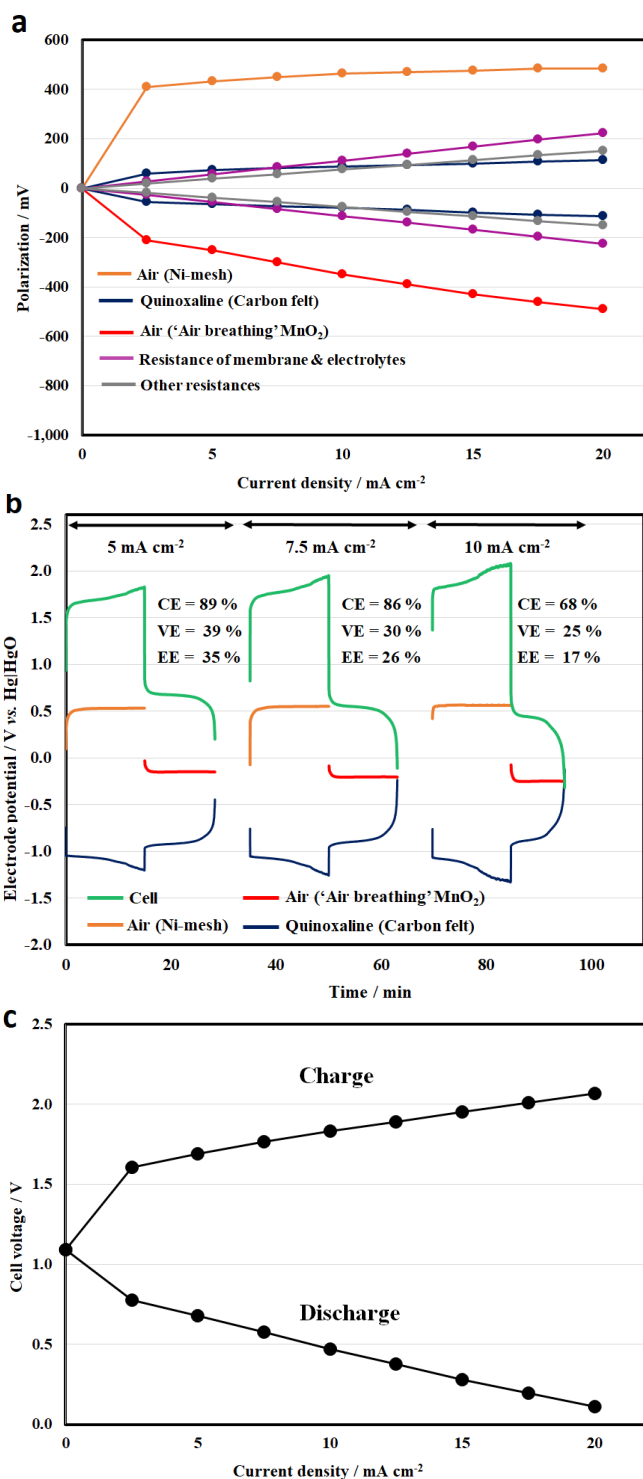 a
600
400
200
0
-200
-400
-600
-800
-1,000
Polarization / mV
Air (Ni-mesh)
Quinoxaline (Carbon felt)
Air (‘Air breathing’ MnO₂)
Resistance of membrane & electrolytes
Other resistances
0 5 10 15 20
Current density / mA cm⁻²
b
2.5
2.0
1.5
1.0
0.5
0.0
-0.5
-1.0
-1.5
-2.0
Electrode potential / V vs. Hg|HgO
5 mA cm⁻² 7.5 mA cm⁻² 10 mA cm⁻²
CE = 89 % CE = 86 % CE = 68 %
VE = 39 % VE = 30 % VE = 25 %
EE = 35 % EE = 26 % EE = 17 %
Cell Air (‘Air breathing’ MnO₂)
Air (Ni-mesh) Quinoxaline (Carbon felt)
0 20 40 60 80 100
Time / min
c
2.5
2.0
1.5
1.0
0.5
0.0
Cell voltage / V
Charge
Discharge
0 5 10 15 20
Current density / mA cm⁻²